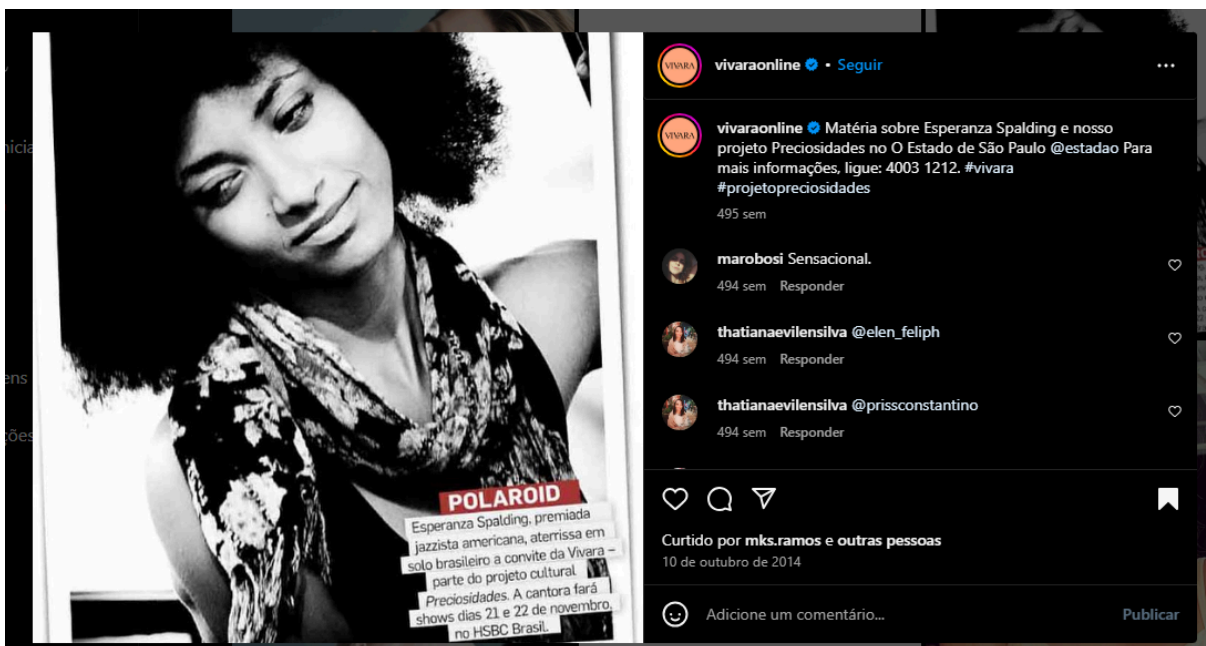 VIVARA
vivaraonline • Seguir
VIVARA
vivaraonline Matéria sobre Esperanza Spalding e nosso
projeto Preciosidades no O Estado de São Paulo @estadao Para
mais informações, ligue: 4003 1212. #vivara
#projetopreciosidades
495 sem
marobosi Sensacional.
494 sem Responder
thatianaevilensilva @elen_feliph
494 sem Responder
thatianaevilensilva @prissconstantino
494 sem Responder
Curtido por mks.ramos e outras pessoas
10 de outubro de 2014
Adicione um comentário...
Publicar
POLAROID
Esperanza Spalding, premiada
jazzista americana, aterrissa em
solo brasileiro a convite da Vivara –
parte do projeto cultural
Preciosidades. A cantora fará
shows dias 21 e 22 de novembro,
no HSBC Brasil.